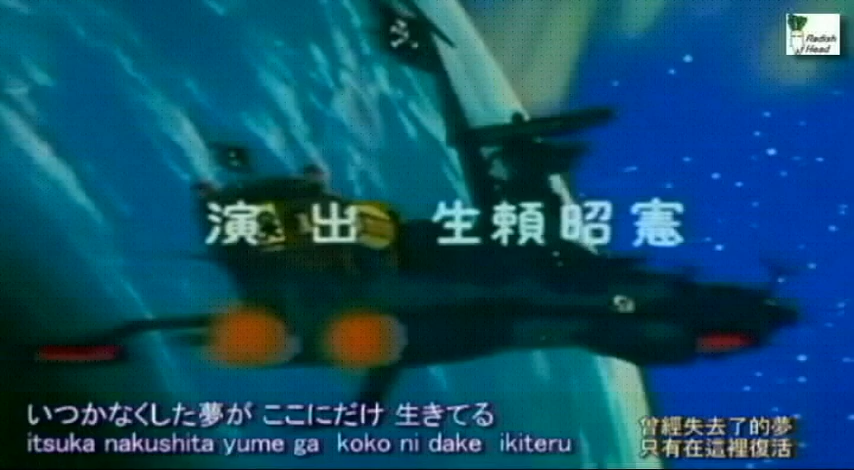 Radish
Head
演出 生頼昭憲
いつかなくした夢が ここにだけ 生きてる
itsuka nakushita yume ga koko ni dake ikiteru
曾經失去了的夢
只有在這裡復活